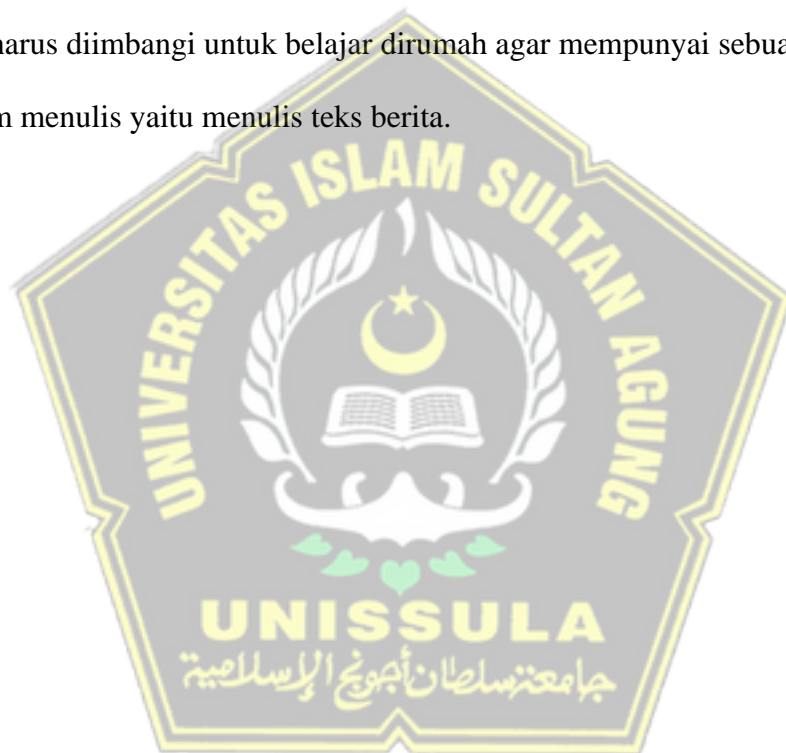 harus diimbangi untuk belajar dirumah agar mempunyai sebua
m menulis yaitu menulis teks berita.
UNIVERSITAS ISLAM SULTAN AGUNG
UNISSULA
جامعة سلطان أجونج الإسلامية